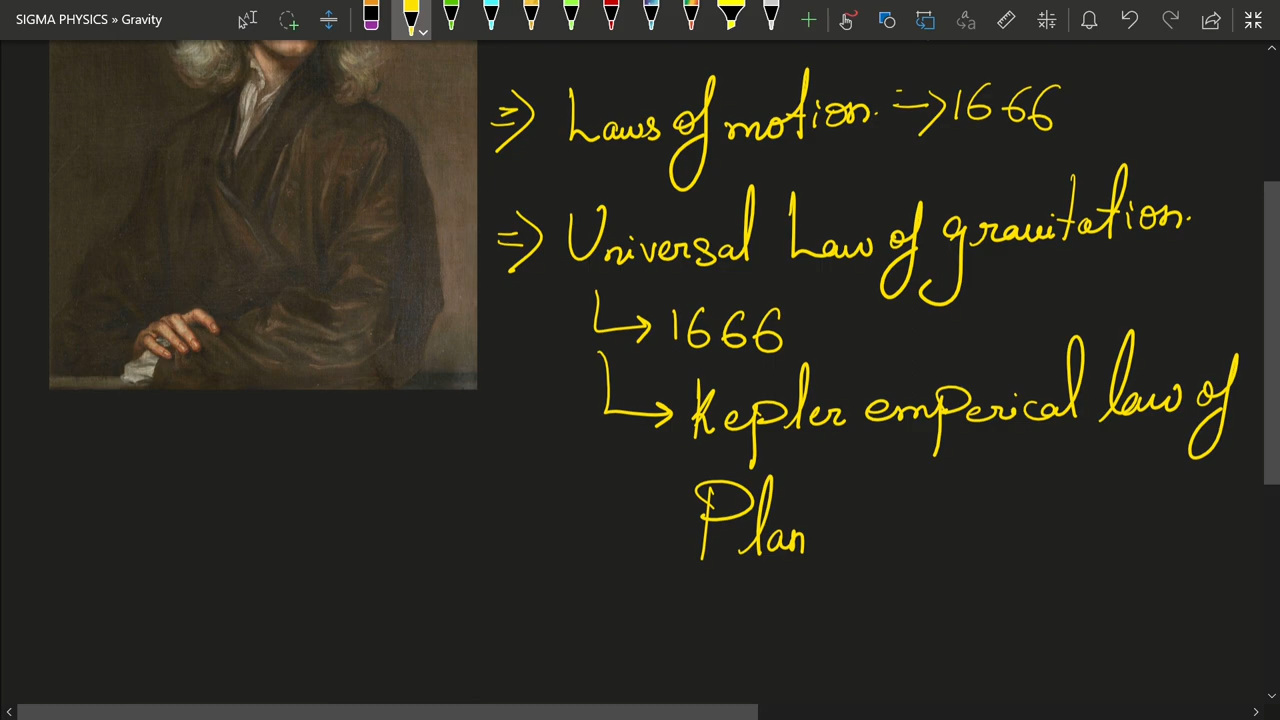 SIGMA PHYSICS » Gravity
⇒ Laws of motion. → 1666
⇒ Universal Law of gravitation.
↳ 1666
↳ Kepler emperical law of
Plan